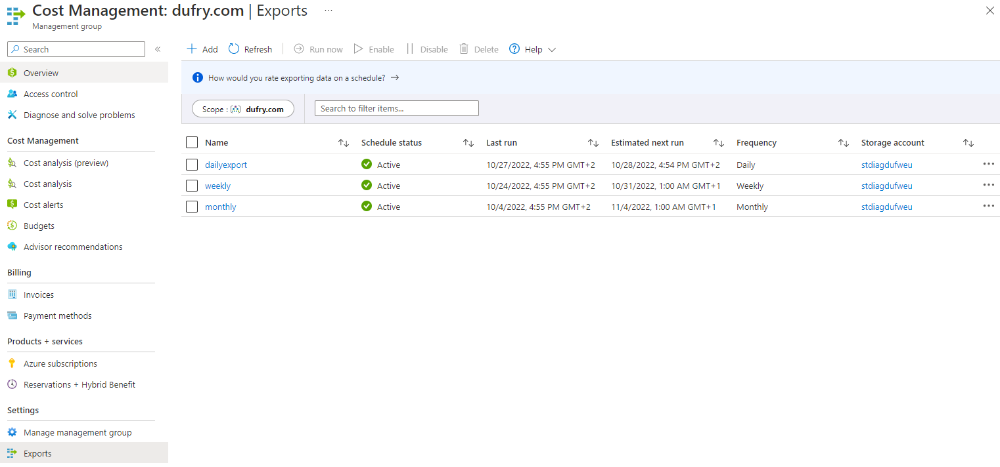 Cost Management: dufry.com | Exports ...
Management group
Search «
Overview
Access control
Diagnose and solve problems
Cost Management
Cost analysis (preview)
Cost analysis
Cost alerts
Budgets
Advisor recommendations
Billing
Invoices
Payment methods
Products + services
Azure subscriptions
Reservations + Hybrid Benefit
Settings
Manage management group
Exports
Add Refresh Run now Enable Disable Delete Help
How would you rate exporting data on a schedule? →
Scope : dufry.com Search to filter items...
Name ↑↓ Schedule status ↑↓ Last run ↑↓ Estimated next run ↑↓ Frequency ↑↓ Storage account ↑↓
dailyexport Active 10/27/2022, 4:55 PM GMT+2 10/28/2022, 4:54 PM GMT+2 Daily stdiagdufweu ...
weekly Active 10/24/2022, 4:55 PM GMT+2 10/31/2022, 1:00 AM GMT+1 Weekly stdiagdufweu ...
monthly Active 10/4/2022, 4:55 PM GMT+2 11/4/2022, 1:00 AM GMT+1 Monthly stdiagdufweu ...